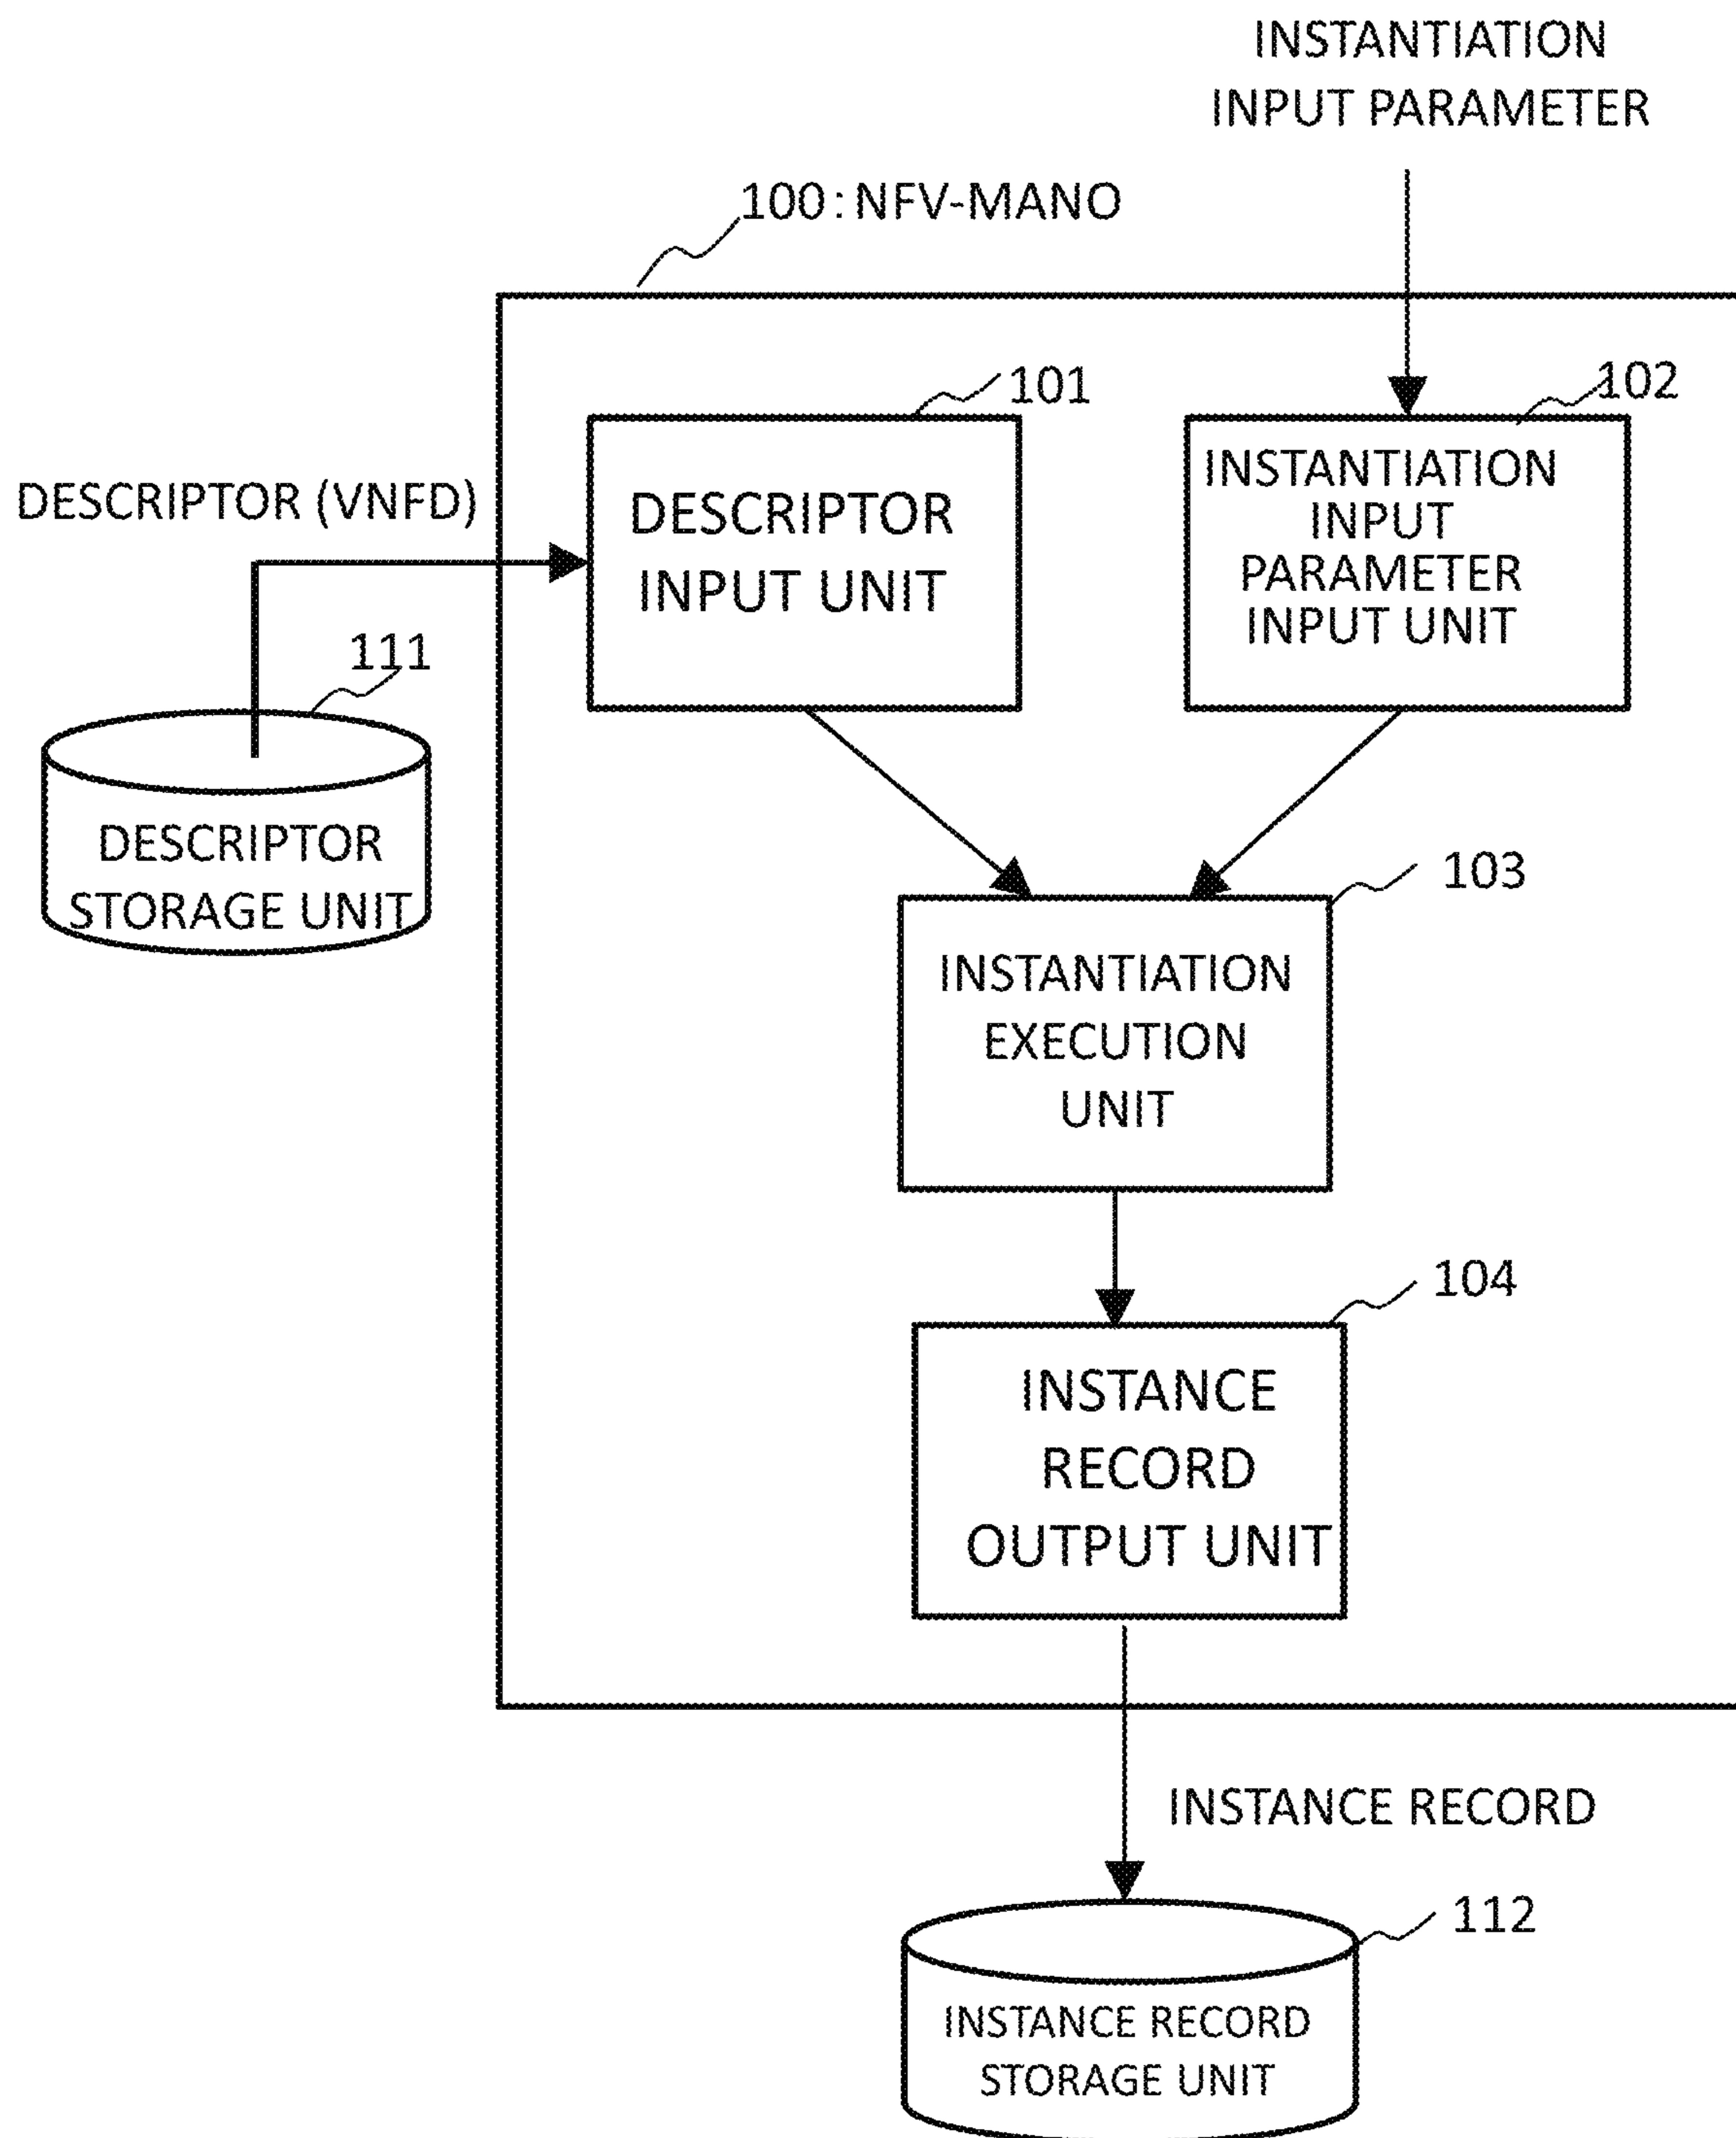 INSTANTIATION
INPUT PARAMETER
100 : NFV-MANO
101
102
DESCRIPTOR (VNFD)
DESCRIPTOR
INPUT UNIT
INSTANTIATION
INPUT
PARAMETER
INPUT UNIT
111
DESCRIPTOR
STORAGE UNIT
103
INSTANTIATION
EXECUTION
UNIT
104
INSTANCE
RECORD
OUTPUT UNIT
INSTANCE RECORD
112
INSTANCE RECORD
STORAGE UNIT